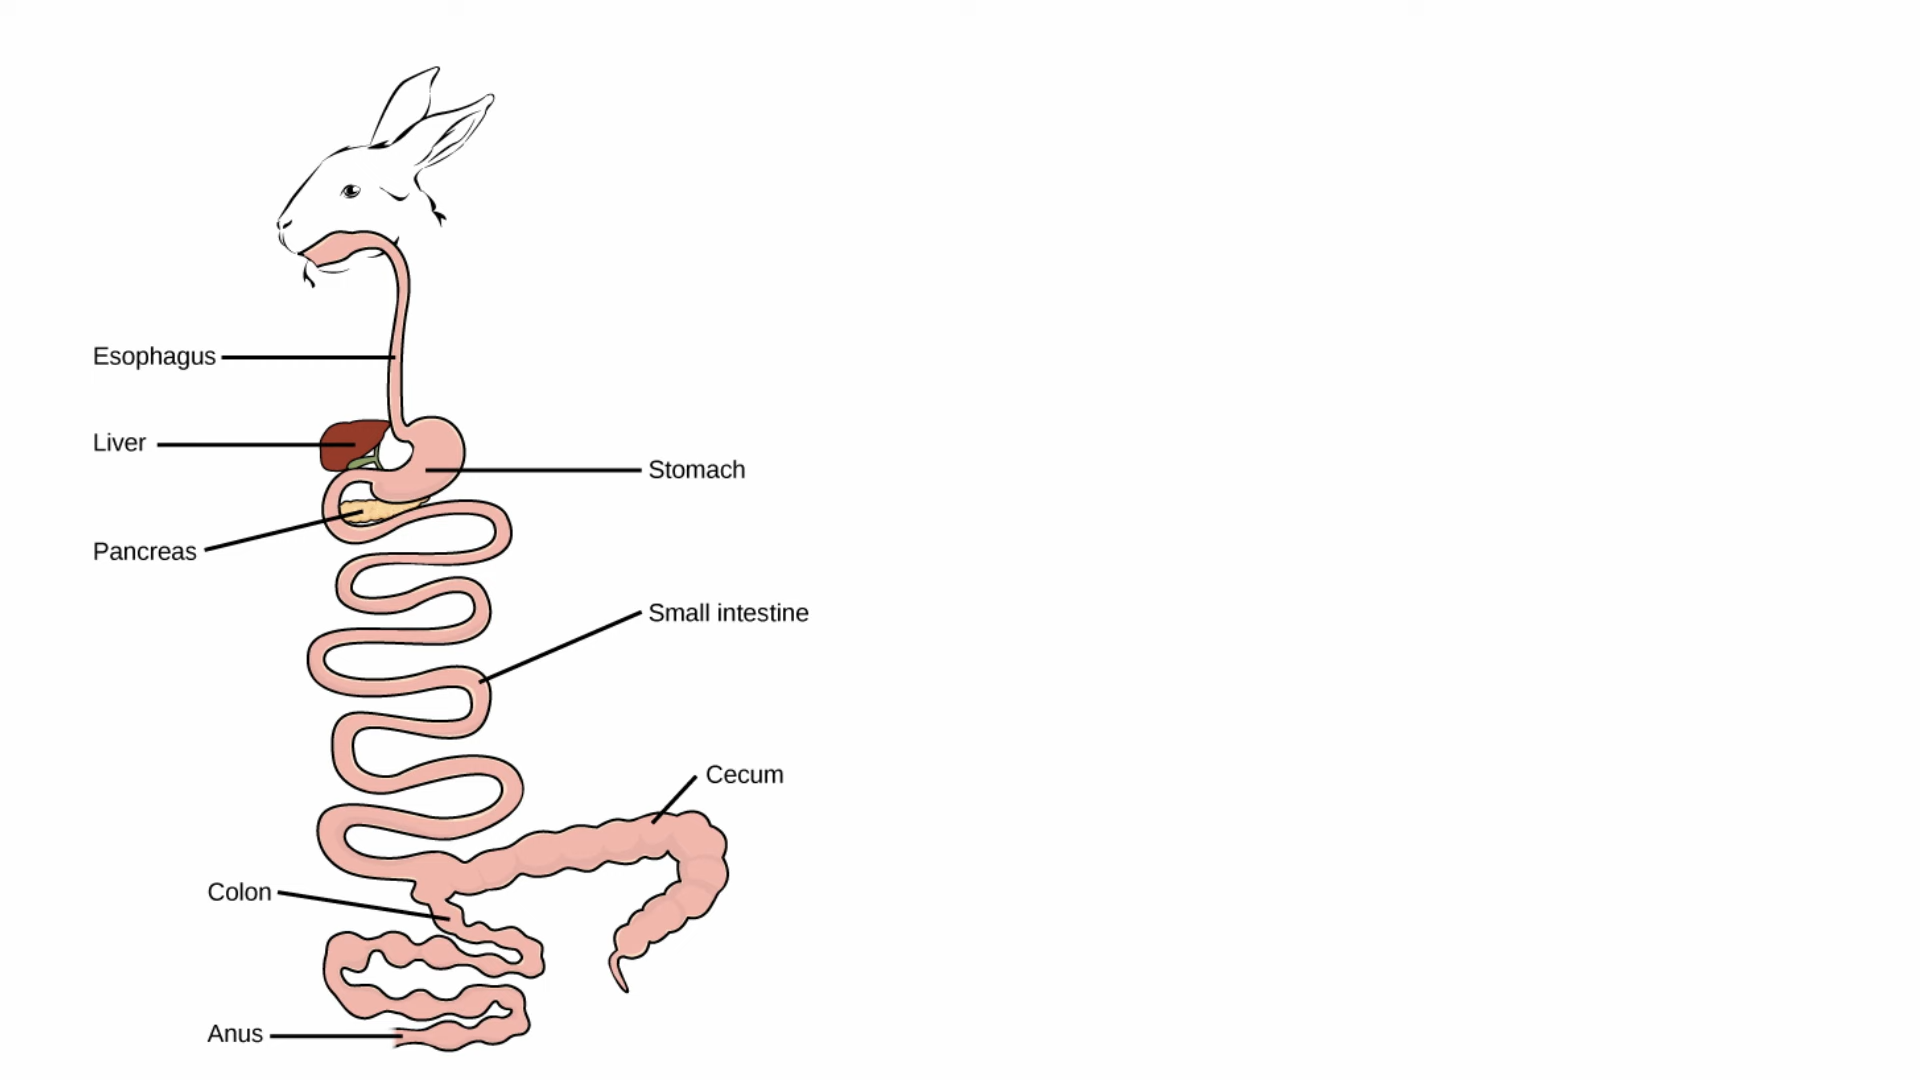 Esophagus
Liver
Stomach
Pancreas
Small intestine
Cecum
Colon
Anus